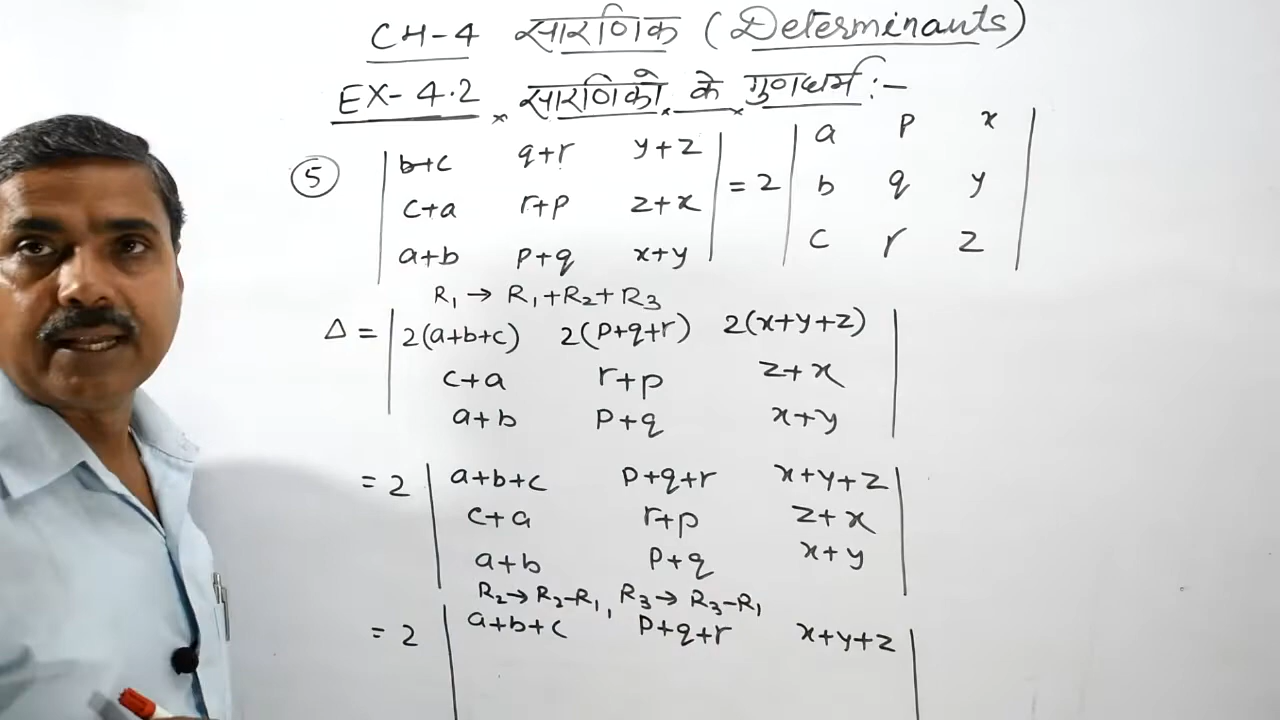 CH-4 सारणिक (Determinants)
EX-4.2 सारणिको के गुणधर्म :-
(5) | b+c q+r y+z | = 2 | a p x |
| c+a r+p z+x | | b q y |
| a+b p+q x+y | | c r z |
R₁ → R₁+R₂+R₃
Δ = | 2(a+b+c) 2(p+q+r) 2(x+y+z) |
| c+a r+p z+x |
| a+b p+q x+y |
= 2 | a+b+c p+q+r x+y+z |
| c+a r+p z+x |
| a+b p+q x+y |
R₂→R₂-R₁, R₃→R₃-R₁
= 2 | a+b+c p+q+r x+y+z |